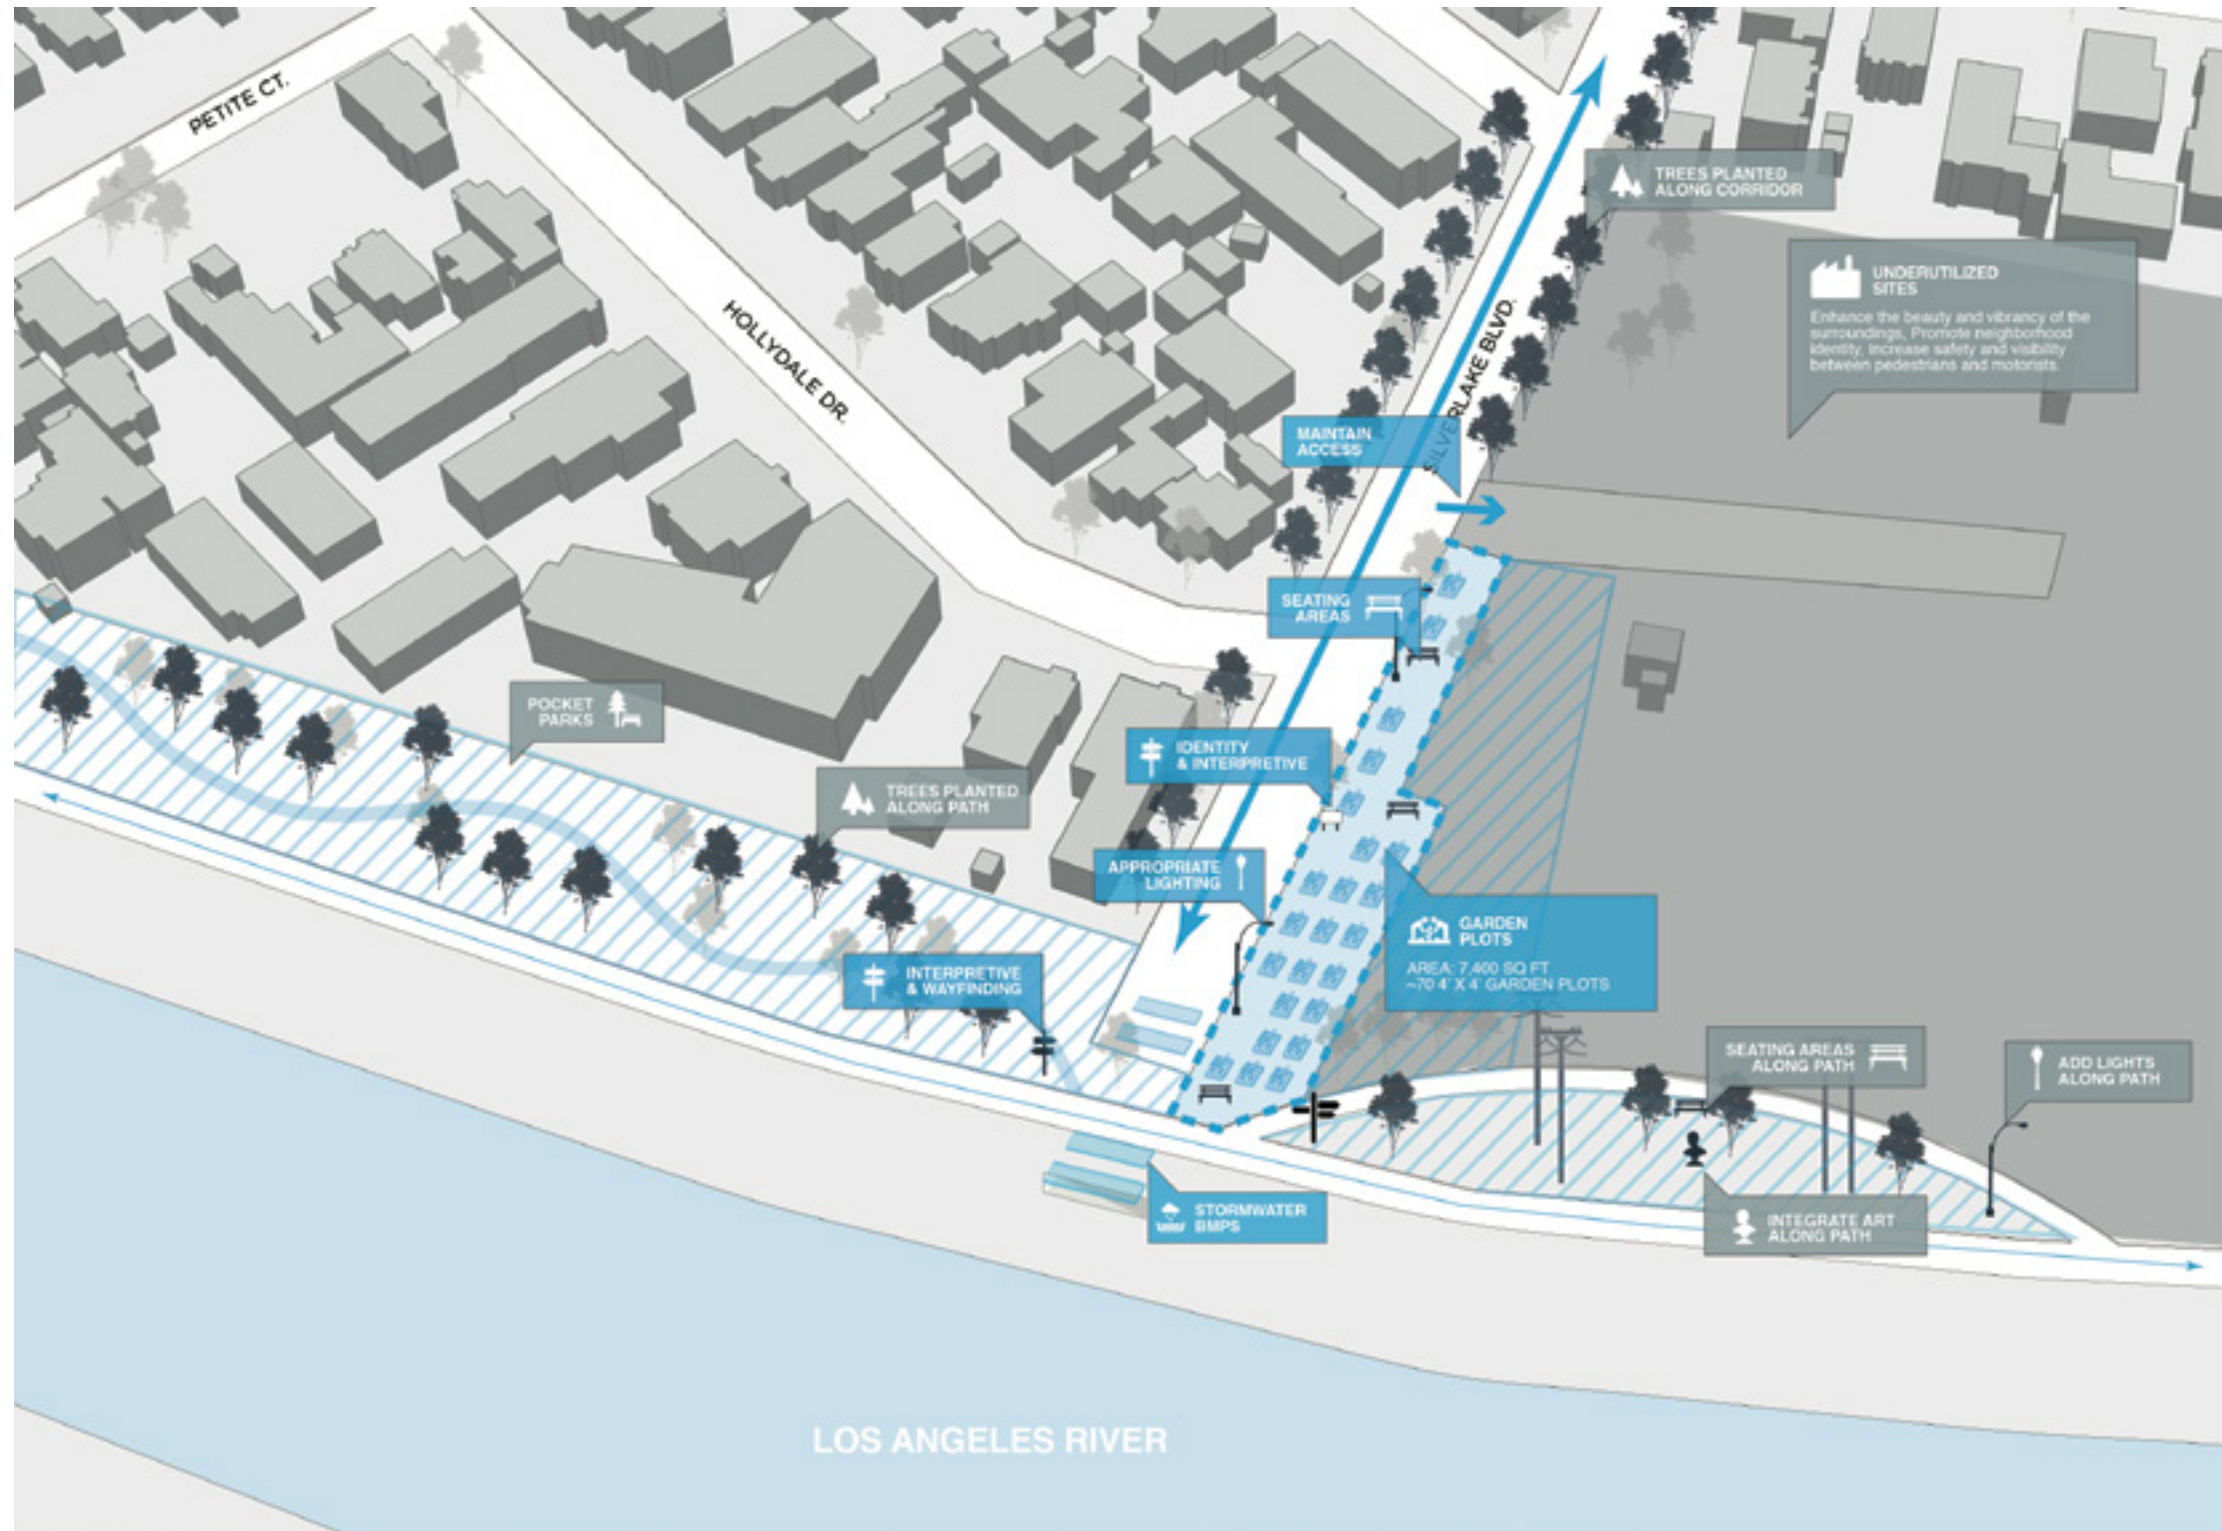 PETITE CT.
TREES PLANTED
ALONG CORRIDOR
UNDERUTILIZED
SITES
Enhance the beauty and vibrancy of the
surroundings, Promote neighborhood
identity, Increase safety and visibility
between pedestrians and motorists.
HOLLYDALE DR.
SILVERLAKE BLVD.
MAINTAIN
ACCESS
SEATING
AREAS
POCKET
PARKS
IDENTITY
& INTERPRETIVE
TREES PLANTED
ALONG PATH
APPROPRIATE
LIGHTING
GARDEN
PLOTS
AREA: 7,400 SQ FT
~70 4' X 4' GARDEN PLOTS
INTERPRETIVE
& WAYFINDING
SEATING AREAS
ALONG PATH
ADD LIGHTS
ALONG PATH
STORMWATER
BMPS
INTEGRATE ART
ALONG PATH
LOS ANGELES RIVER